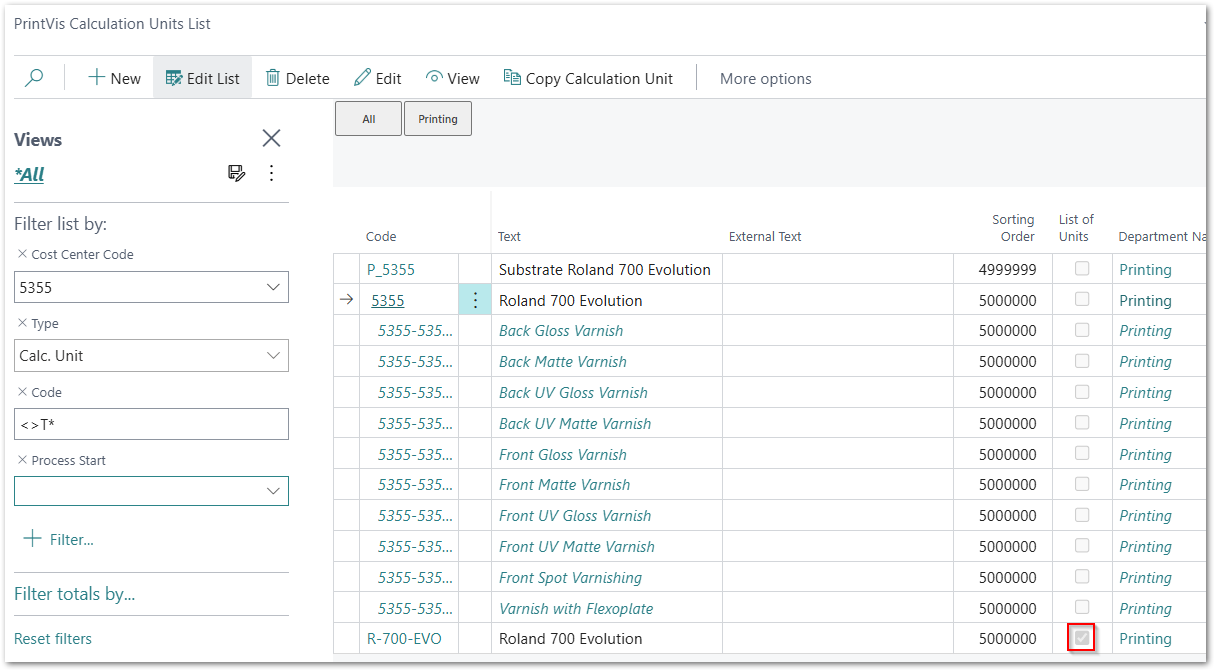 PrintVis Calculation Units List
New Edit List Delete Edit View Copy Calculation Unit More options
All Printing
Views
*All
Filter list by:
Cost Center Code
5355
Type
Calc. Unit
Code
<>T*
Process Start
Filter...
Filter totals by...
Reset filters
Code Text External Text Sorting Order List of Units Department Na
P_5355 Substrate Roland 700 Evolution 4999999 Printing
5355 Roland 700 Evolution 5000000 Printing
5355-535... Back Gloss Varnish 5000000 Printing
5355-535... Back Matte Varnish 5000000 Printing
5355-535... Back UV Gloss Varnish 5000000 Printing
5355-535... Back UV Matte Varnish 5000000 Printing
5355-535... Front Gloss Varnish 5000000 Printing
5355-535... Front Matte Varnish 5000000 Printing
5355-535... Front UV Gloss Varnish 5000000 Printing
5355-535... Front UV Matte Varnish 5000000 Printing
5355-535... Front Spot Varnishing 5000000 Printing
5355-535... Varnish with Flexoplate 5000000 Printing
R-700-EVO Roland 700 Evolution 5000000 Printing